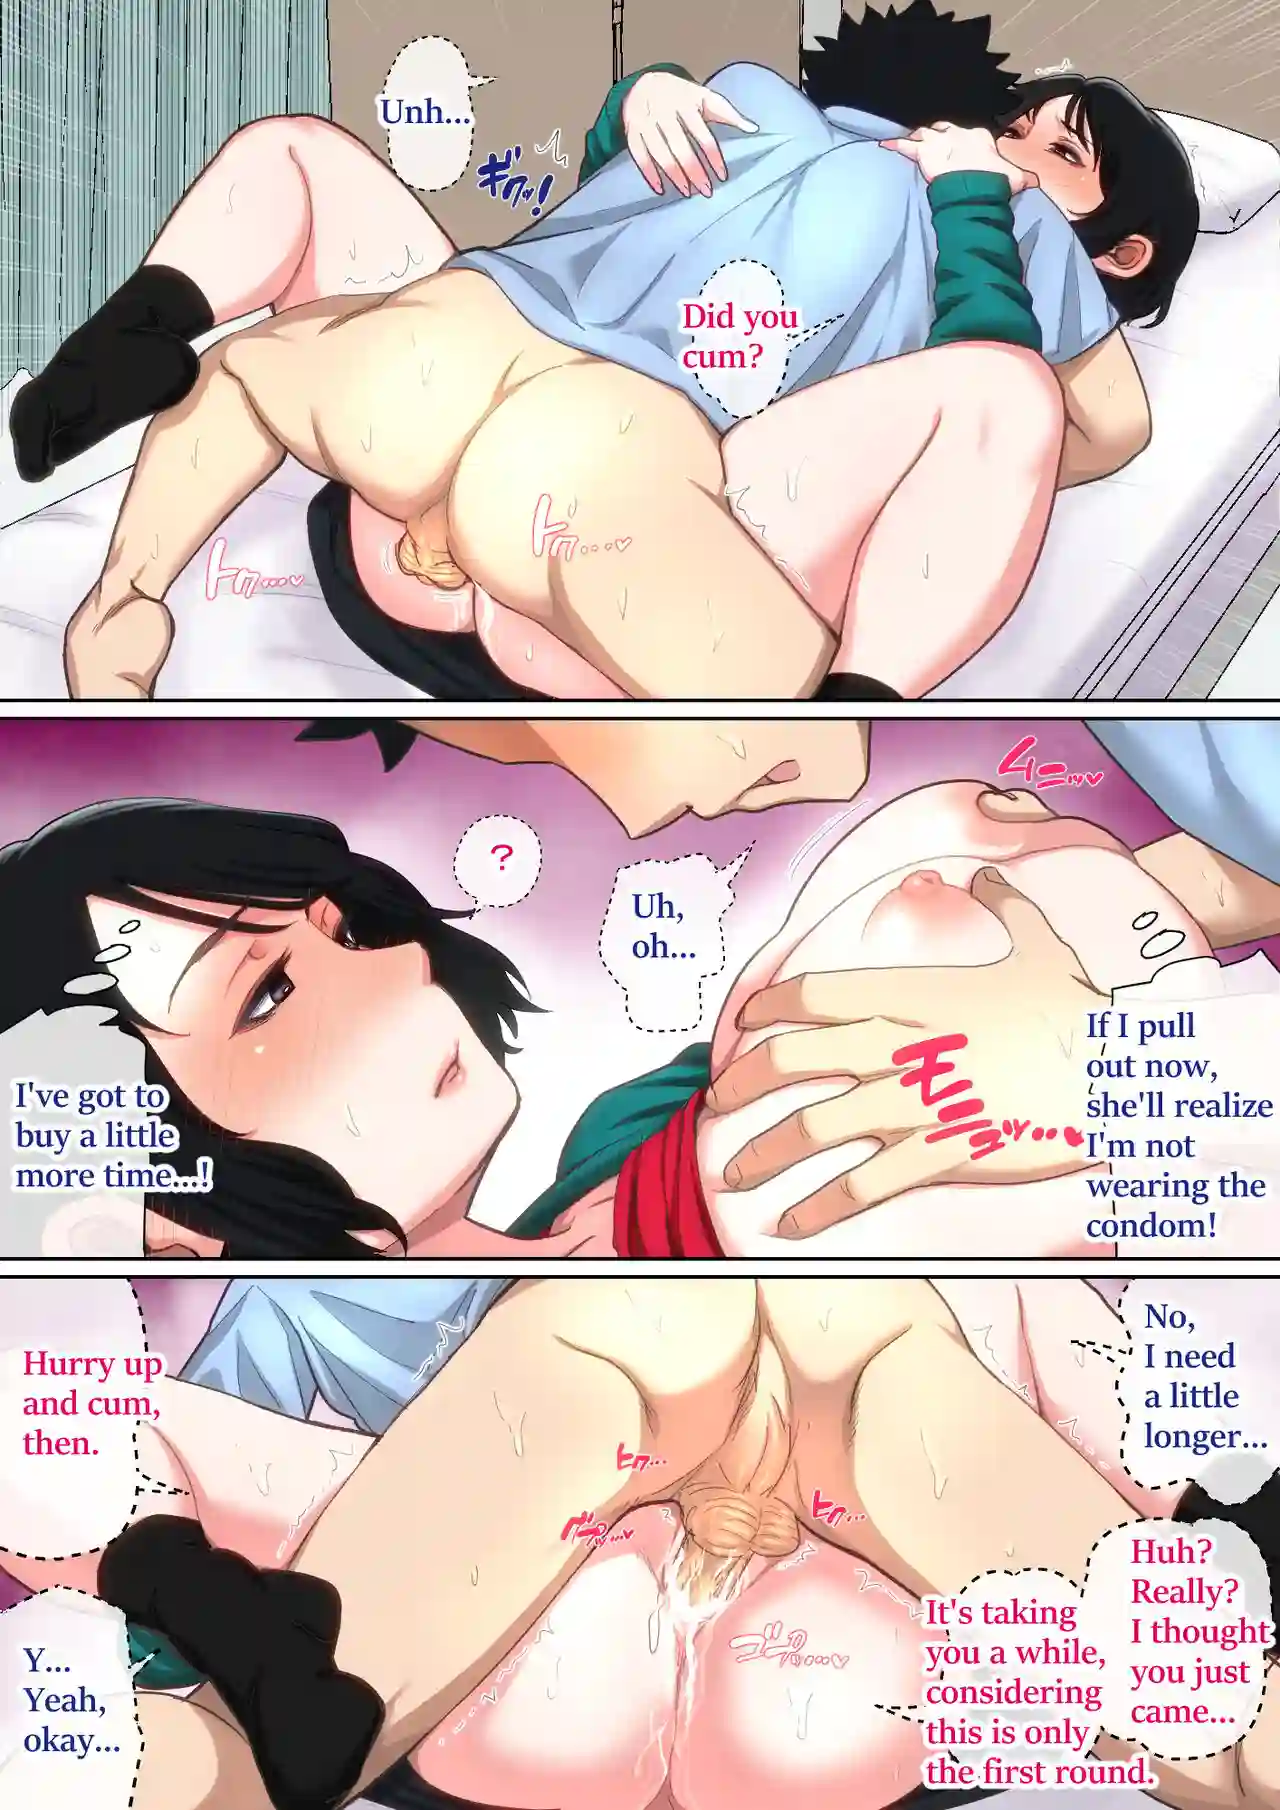 Unh...
ギクッ!
Did you
cum?
ドク...♥
ドク...♥
ムニッ♥
?
Uh,
oh...
If I pull
out now,
she'll realize
I'm not
wearing the
condom!
モニュッ..♥
I've got to
buy a little
more time...!
No,
I need
a little
longer...
Hurry up
and cum,
then.
ヒク...
ヒク...
Huh?
Really?
I thought
you just
came...
It's taking
you a while,
considering
this is only
the first round.
Y...
Yeah,
okay...